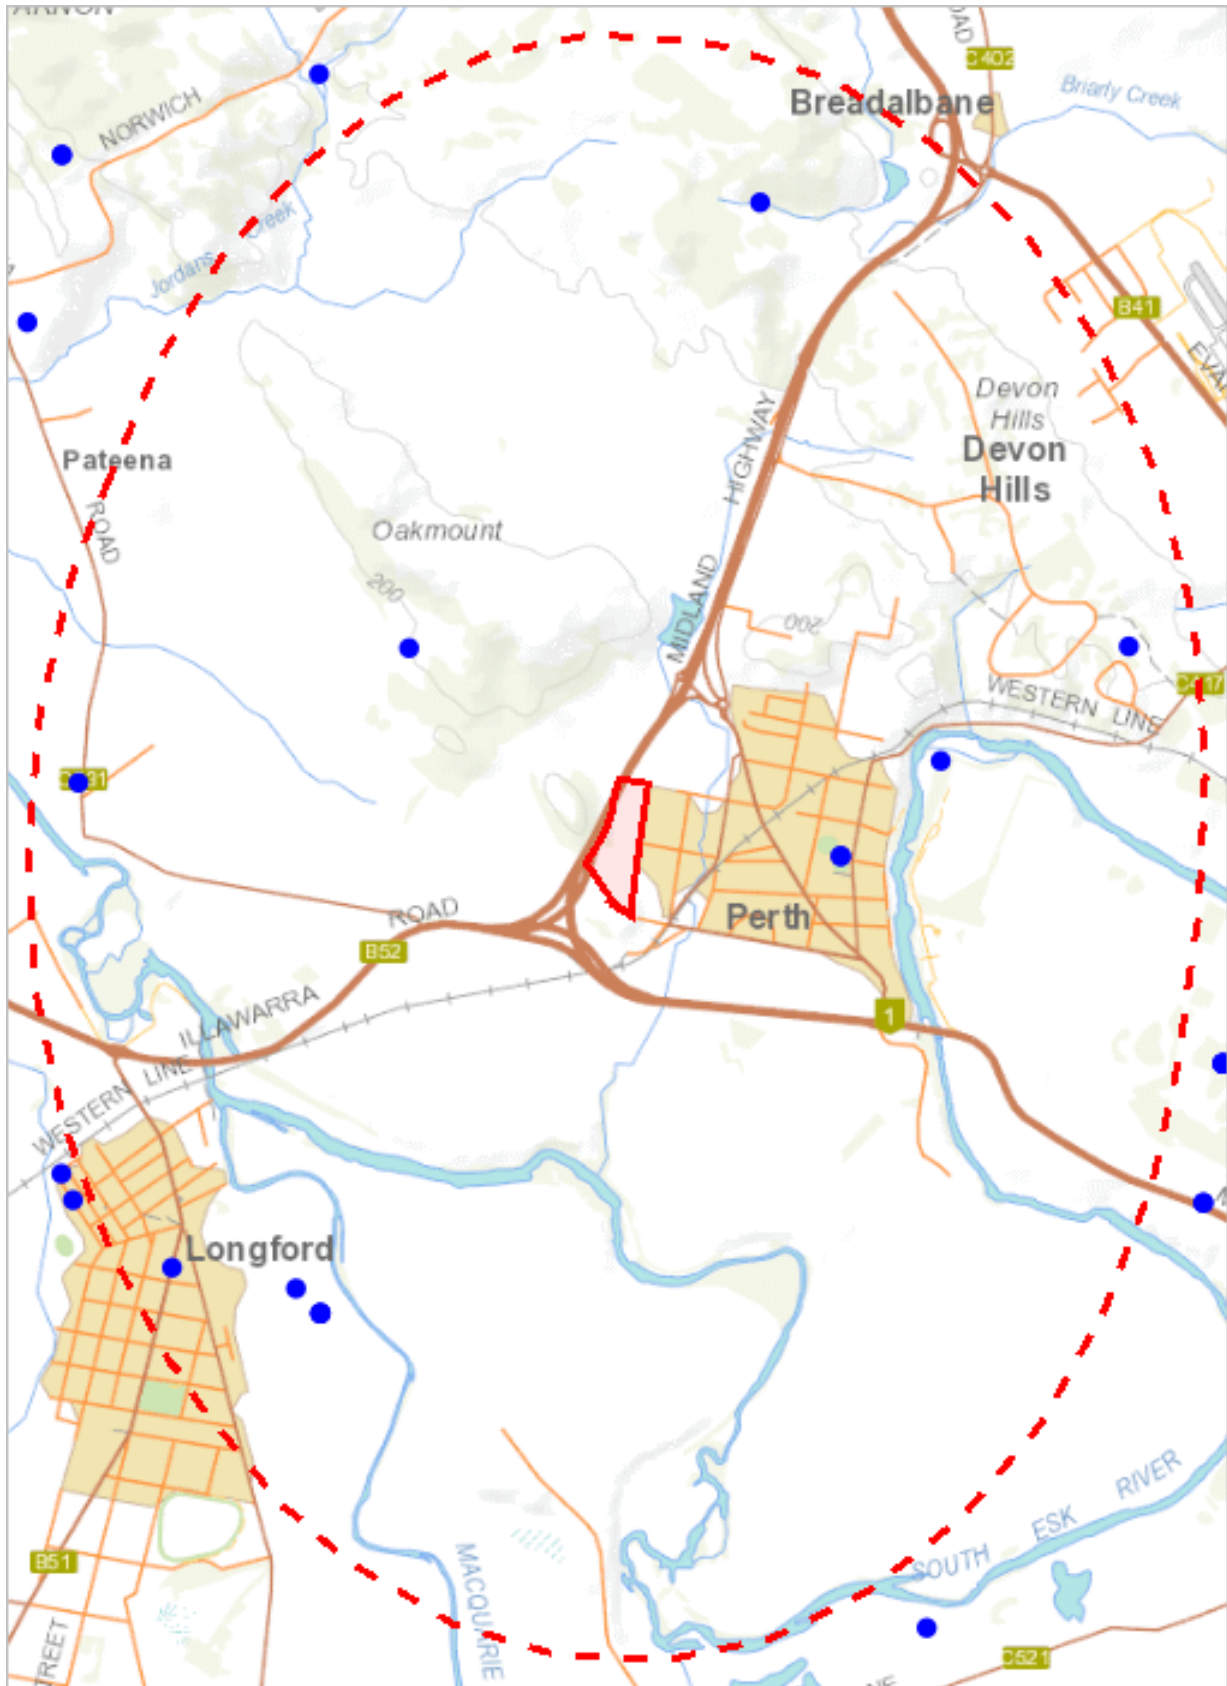 C402
Briarly Creek
Breadalbane
NORWICH
Creek
Jordans
B41
Devon
Hills
HIGHWAY
Devon
Hills
Pateena
ROAD
Oakmount
200
MIDLAND
200
WESTERN LINE
ROAD
Perth
B52
1
ILLAWARRA
WESTERN LINE
Longford
RIVER
ESK
SOUTH
MACQUARIE
B51
C521